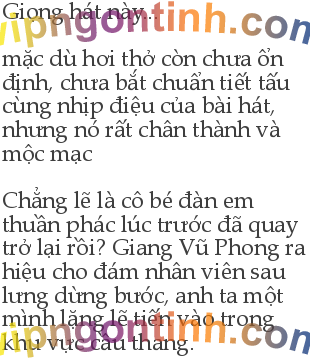 Giọng hát này...
vipngontinh.com
mặc dù hơi thở còn chưa ổn
định, chưa bắt chuẩn tiết tấu
cùng nhịp điệu của bài hát,
nhưng nó rất chân thành và
mộc mạc
Chẳng lẽ là cô bé đàn em
thuần phác lúc trước đã quay
trở lại rồi? Giang Vũ Phong ra
hiệu cho đám nhân viên sau
lưng dừng bước, anh ta một
mình lặng lẽ tiến vào trong
vipngontinh.com
khu vực cầu thang.